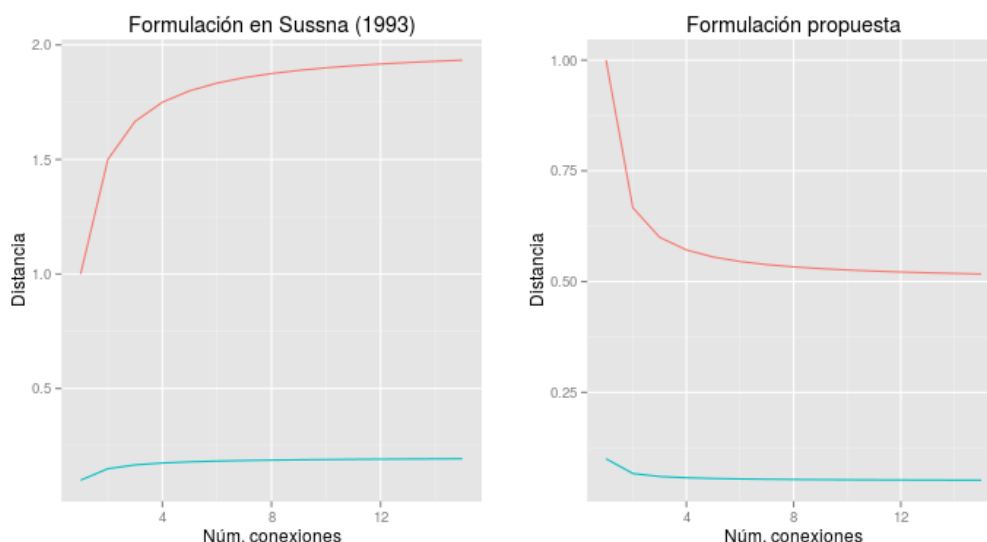 Formulación en Sussna (1993)
2.0
1.5
1.0
0.5
Distancia
4
8
12
Núm. conexiones
Formulación propuesta
1.00
0.75
0.50
0.25
Distancia
4
8
12
Núm. conexiones